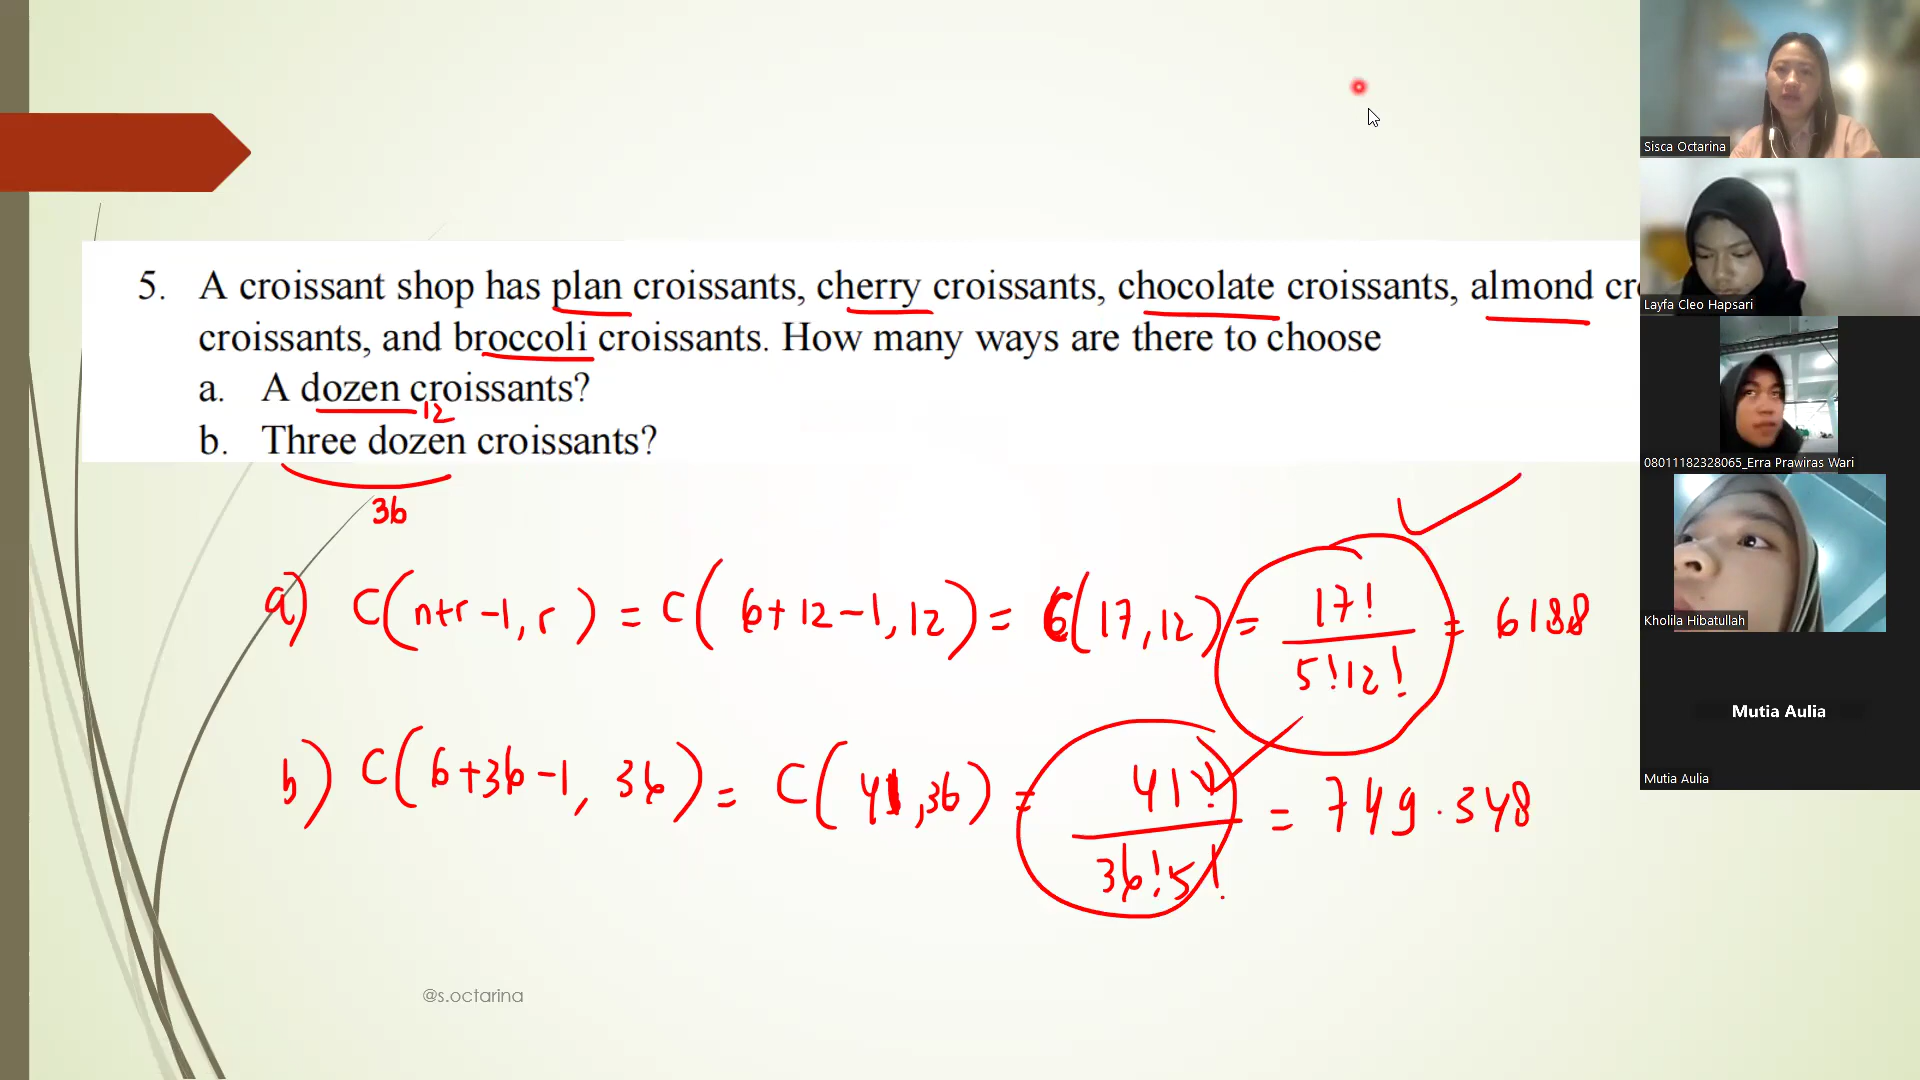 5. A croissant shop has plan croissants, cherry croissants, chocolate croissants, almond cr
croissants, and broccoli croissants. How many ways are there to choose
a. A dozen croissants?
12
b. Three dozen croissants?
36
a) C(n+r-1, r) = C(6+12-1, 12) = C(17,12) = 17! / 5!12! = 6188
b) C(6+36-1, 36) = C(41,36) = 41! / 36!5! = 749.348
@s.octarina
Sisca Octarina
Layfa Cleo Hapsari
08011182328065_Erra Prawiras Wari
Kholila Hibatullah
Mutia Aulia
Mutia Aulia